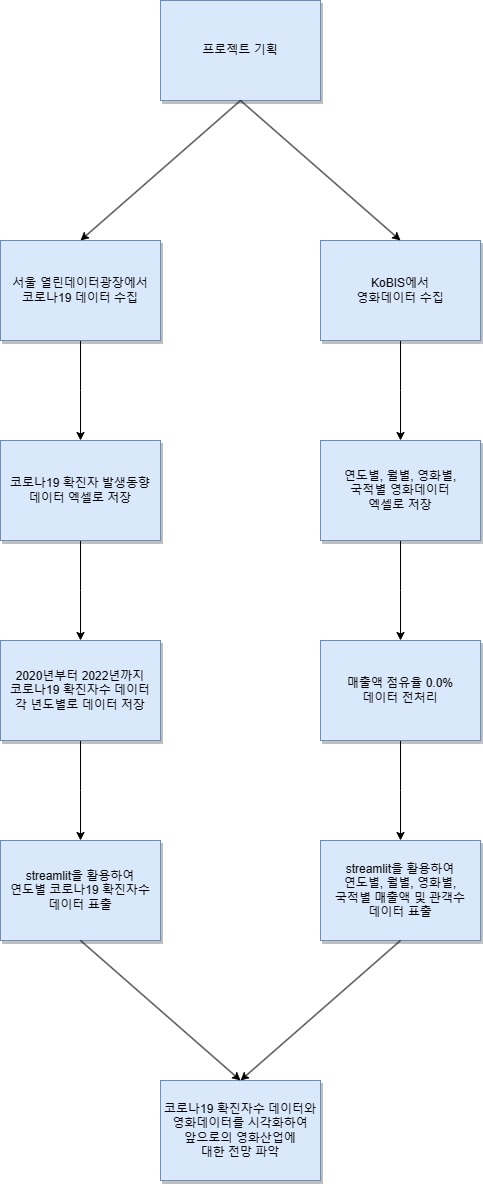 프로젝트 기획
서울 열린데이터광장에서
코로나19 데이터 수집
KoBIS에서
영화데이터 수집
코로나19 확진자 발생동향
데이터 엑셀로 저장
연도별, 월별, 영화별,
국적별 영화데이터
엑셀로 저장
2020년부터 2022년까지
코로나19 확진자수 데이터
각 년도별로 데이터 저장
매출액 점유율 0.0%
데이터 전처리
streamlit을 활용하여
연도별 코로나19 확진자수
데이터 표출
streamlit을 활용하여
연도별, 월별, 영화별,
국적별 매출액 및 관객수
데이터 표출
코로나19 확진자수 데이터와
영화데이터를 시각화하여
앞으로의 영화산업에
대한 전망 파악